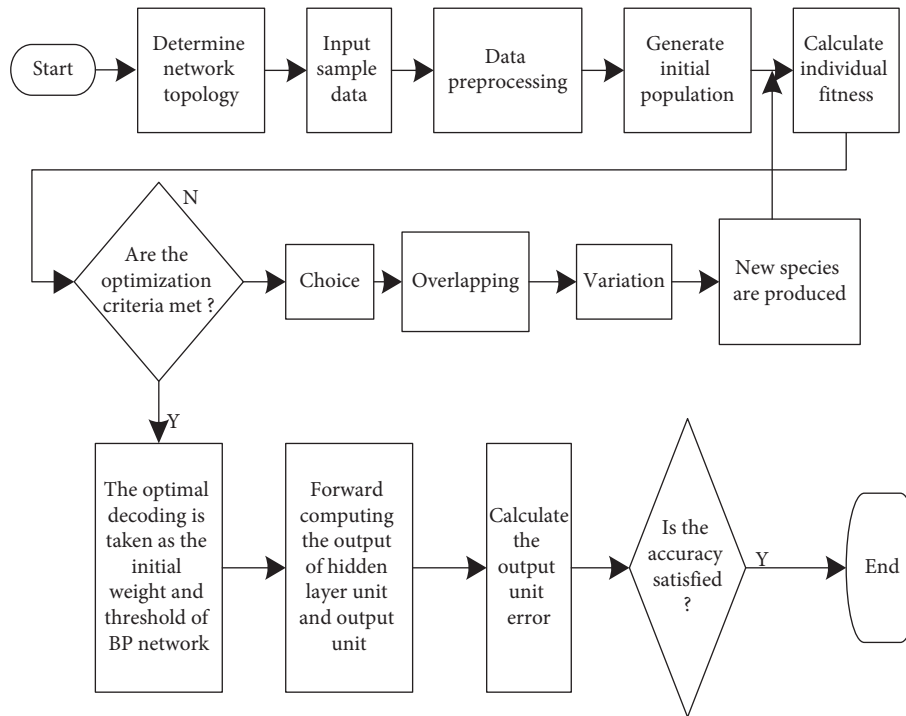 Start
Determine
network
topology
Input
sample
data
Data
preprocessing
Generate
initial
population
Calculate
individual
fitness
N
Are the
optimization
criteria met ?
Choice
Overlapping
Variation
New species
are produced
Y
The optimal
decoding is
taken as the
initial
weight and
threshold of
BP network
Forward
computing
the output
of hidden
layer unit
and output
unit
Calculate
the
output
unit
error
Is the
accuracy
satisfied
?
Y
End